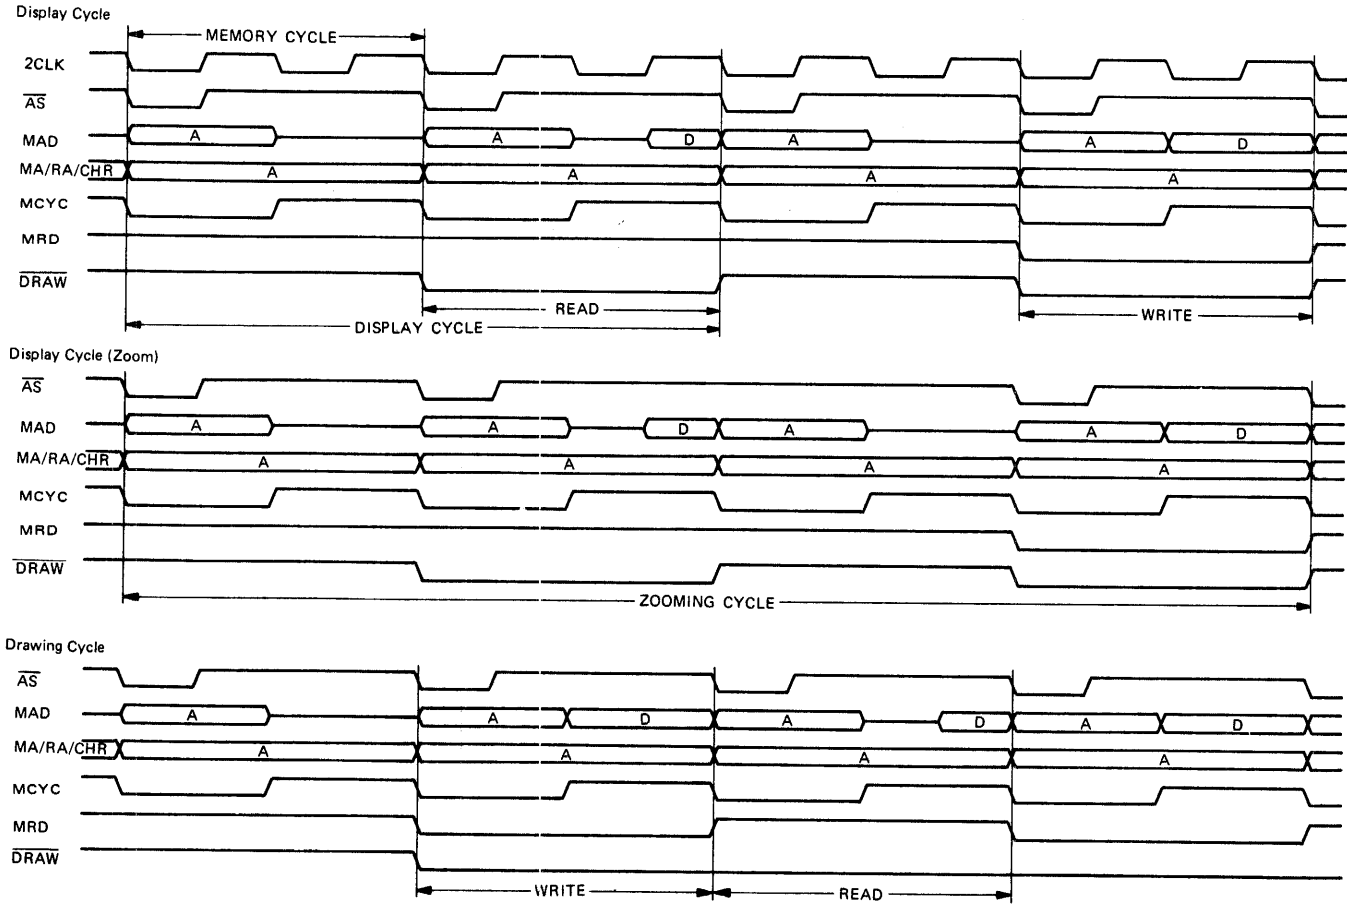 Display Cycle
MEMORY CYCLE
2CLK
AS
MAD A A D A A D
MA/RA/CHR A A A A
MCYC
MRD
DRAW
READ
WRITE
DISPLAY CYCLE
Display Cycle (Zoom)
AS
MAD A A D A A D
MA/RA/CHR A A A A
MCYC
MRD
DRAW
ZOOMING CYCLE
Drawing Cycle
AS
MAD A A D A D A D
MA/RA/CHR A A A A
MCYC
MRD
DRAW
WRITE READ